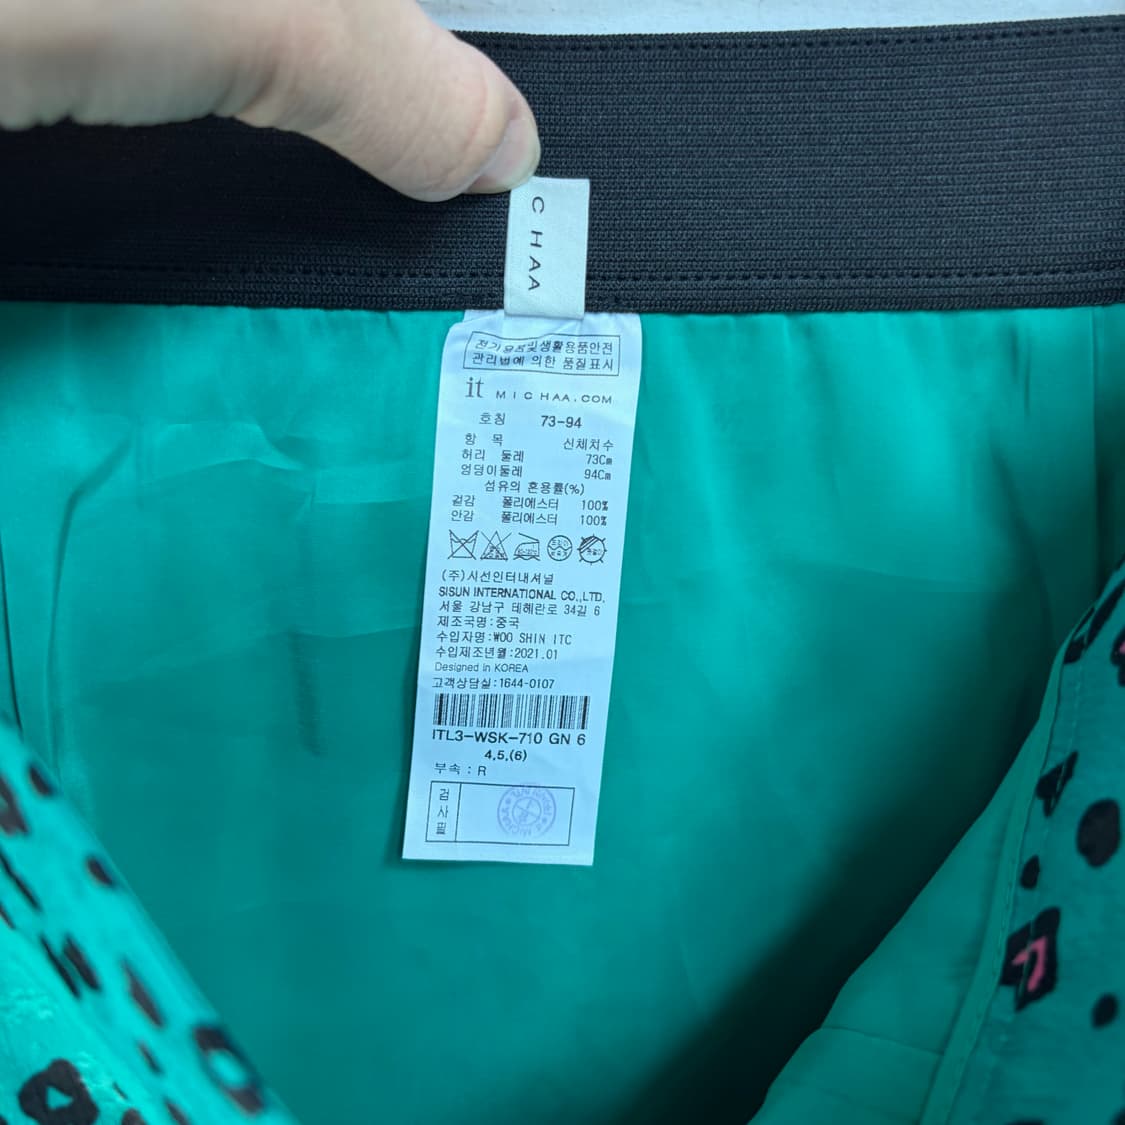 C HAA
전기용품및생활용품안전
관리법에 의한 품질표시
it MICHAA.COM
호칭 73-94
항 목 신체치수
허리 둘레 73Cm
엉덩이둘레 94Cm
섬유의 혼용률(%)
겉감 폴리에스터 100%
안감 폴리에스터 100%
(주)시선인터내셔널
SISUN INTERNATIONAL CO.,LTD.
서울 강남구 테헤란로 34길 6
제조국명:중국
수입자명:WOO SHIN ITC
수입제조년월:2021.01
Designed in KOREA
고객상담실:1644-0107
ITL3-WSK-710 GN 6
4,5,(6)
부속 : R
검사필